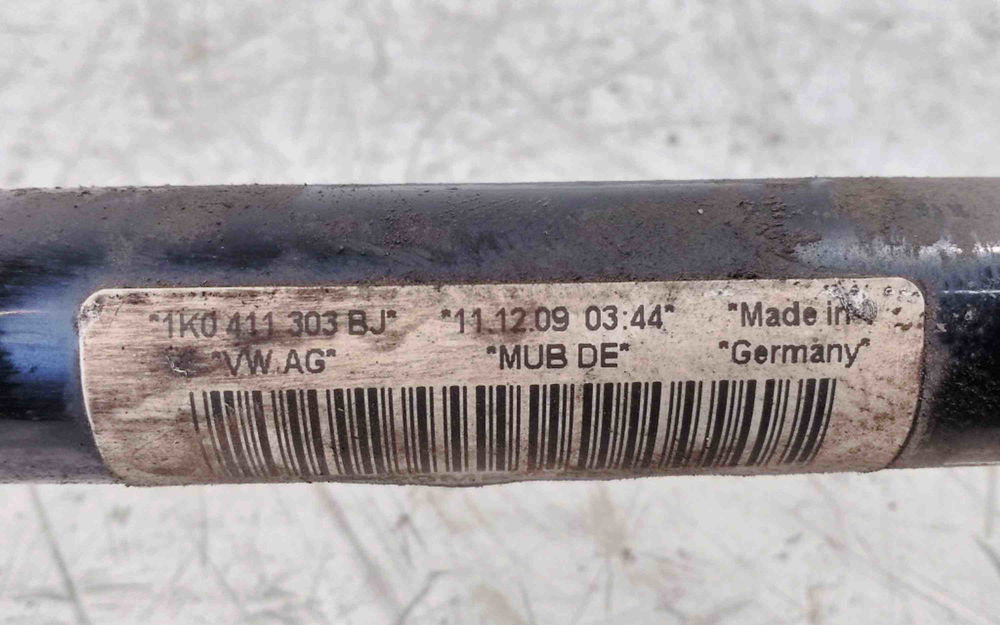 "1K0 411 303 BJ" "11.12.09 03:44" "Made in"
"VW AG" "MUB DE" "Germany"